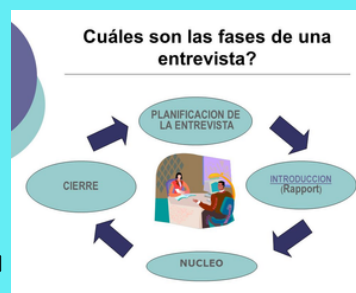 Cuáles son las fases de una
entrevista?
PLANIFICACION DE
LA ENTREVISTA
INTRODUCCION
(Rapport)
NUCLEO
CIERRE